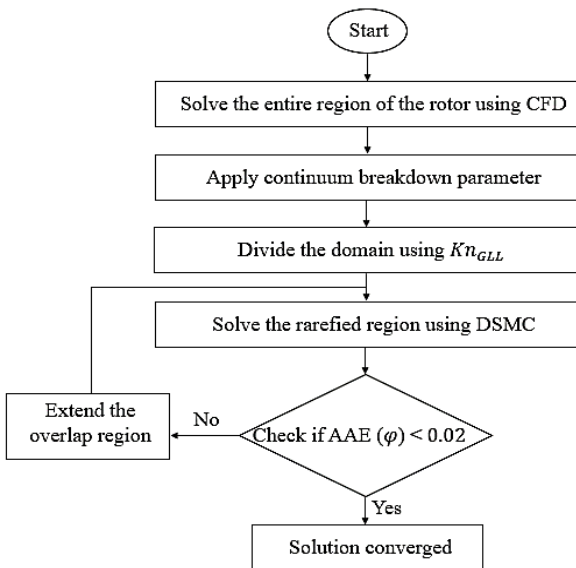 Start
Solve the entire region of the rotor using CFD
Apply continuum breakdown parameter
Divide the domain using Kn_GLL
Solve the rarefied region using DSMC
Extend the
overlap region
No
Check if AAE (φ) < 0.02
Yes
Solution converged